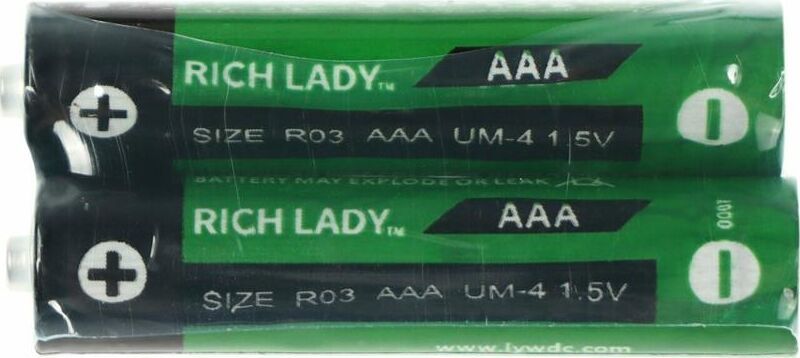 RICH LADY™ AAA
SIZE R03 AAA UM-4 1.5V
BATTERY MAY EXPLODE OR LEAK
RICH LADY™ AAA
0001
SIZE R03 AAA UM-4 1.5V
www.lywdc.com